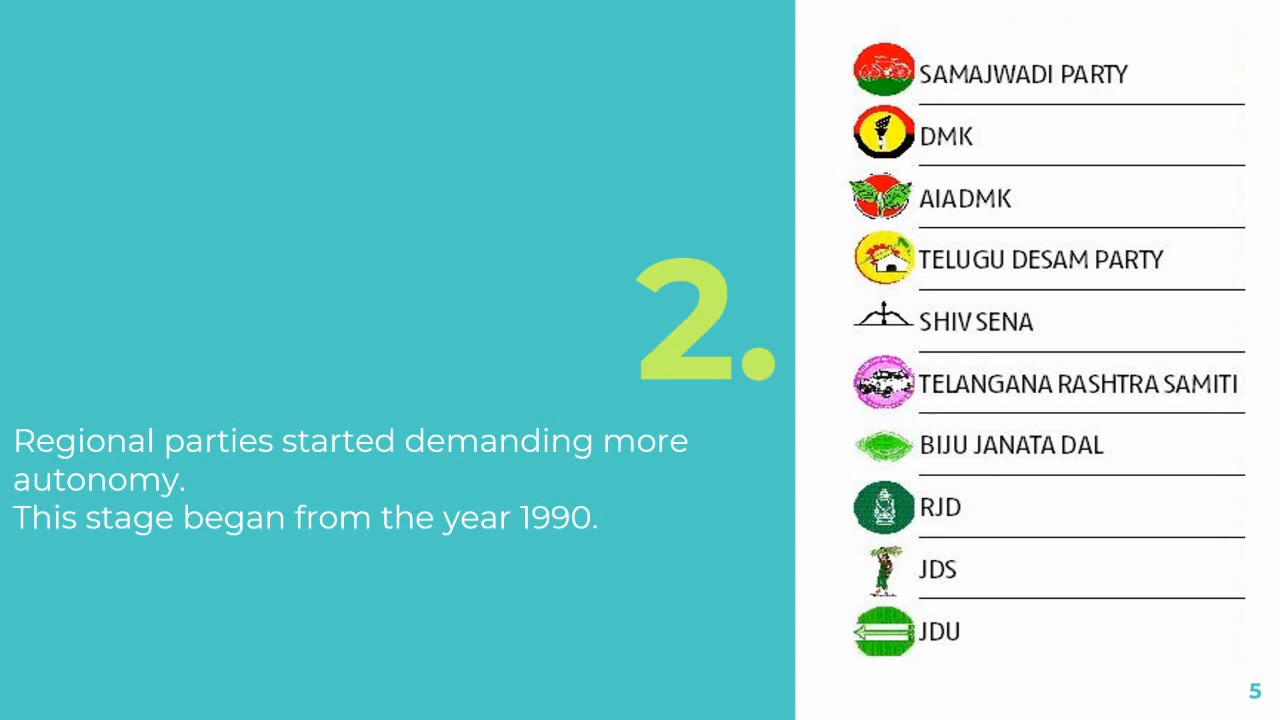 2.
Regional parties started demanding more
autonomy.
This stage began from the year 1990.
SAMAJWADI PARTY
DMK
AIADMK
TELUGU DESAM PARTY
SHIV SENA
TELANGANA RASHTRA SAMITI
BIJU JANATA DAL
RJD
JDS
JDU
5